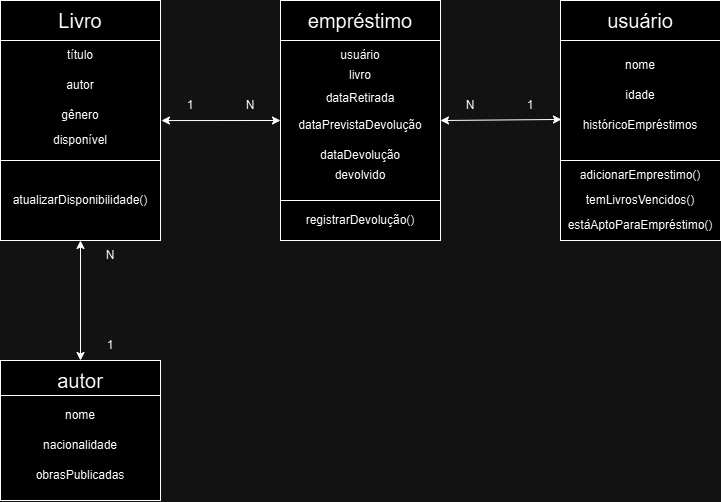 Livro
título
autor
gênero
disponível
atualizarDisponibilidade()
1
N
empréstimo
usuário
livro
dataRetirada
dataPrevistaDevolução
dataDevolução
devolvido
registrarDevolução()
N
1
usuário
nome
idade
históricoEmpréstimos
adicionarEmprestimo()
temLivrosVencidos()
estáAptoParaEmpréstimo()
N
1
autor
nome
nacionalidade
obrasPublicadas